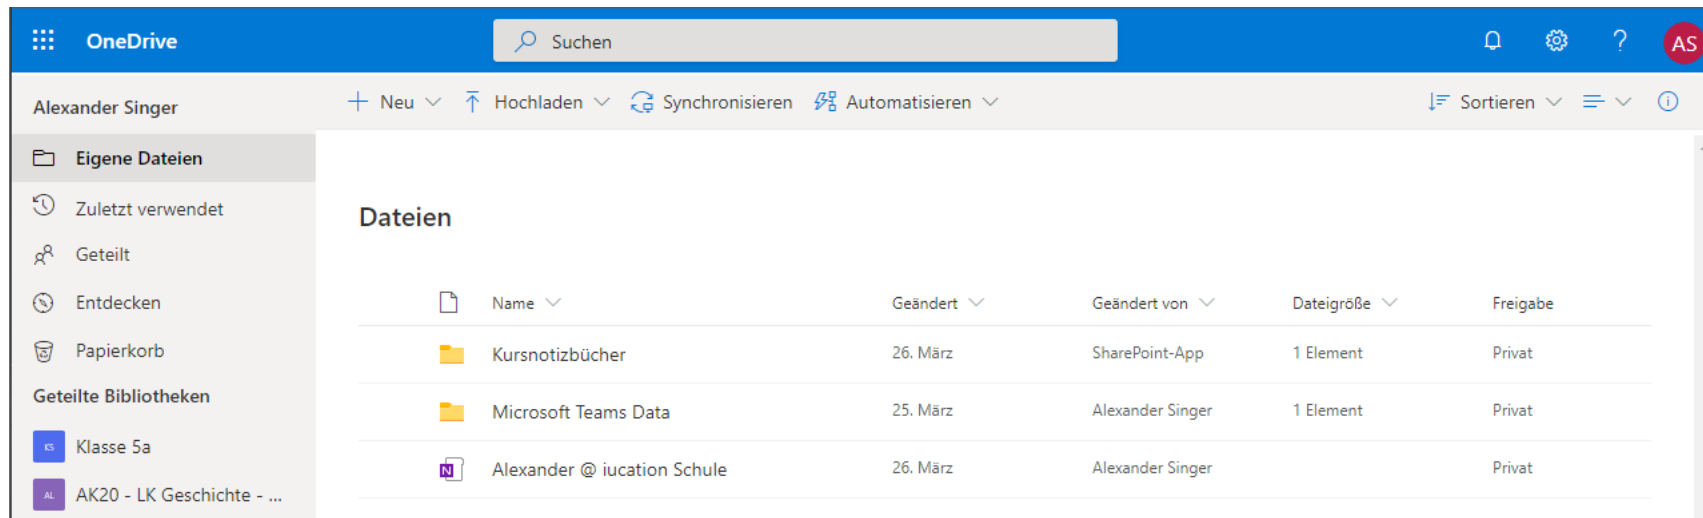 OneDrive
Suchen
AS
Alexander Singer
Neu
Hochladen
Synchronisieren
Automatisieren
Sortieren
Eigene Dateien
Zuletzt verwendet
Geteilt
Entdecken
Papierkorb
Geteilte Bibliotheken
KS
Klasse 5a
AL
AK20 - LK Geschichte - ...
Dateien
Name Geändert Geändert von Dateigröße Freigabe
Kursnotizbücher 26. März SharePoint-App 1 Element Privat
Microsoft Teams Data 25. März Alexander Singer 1 Element Privat
N Alexander @ iucation Schule 26. März Alexander Singer Privat